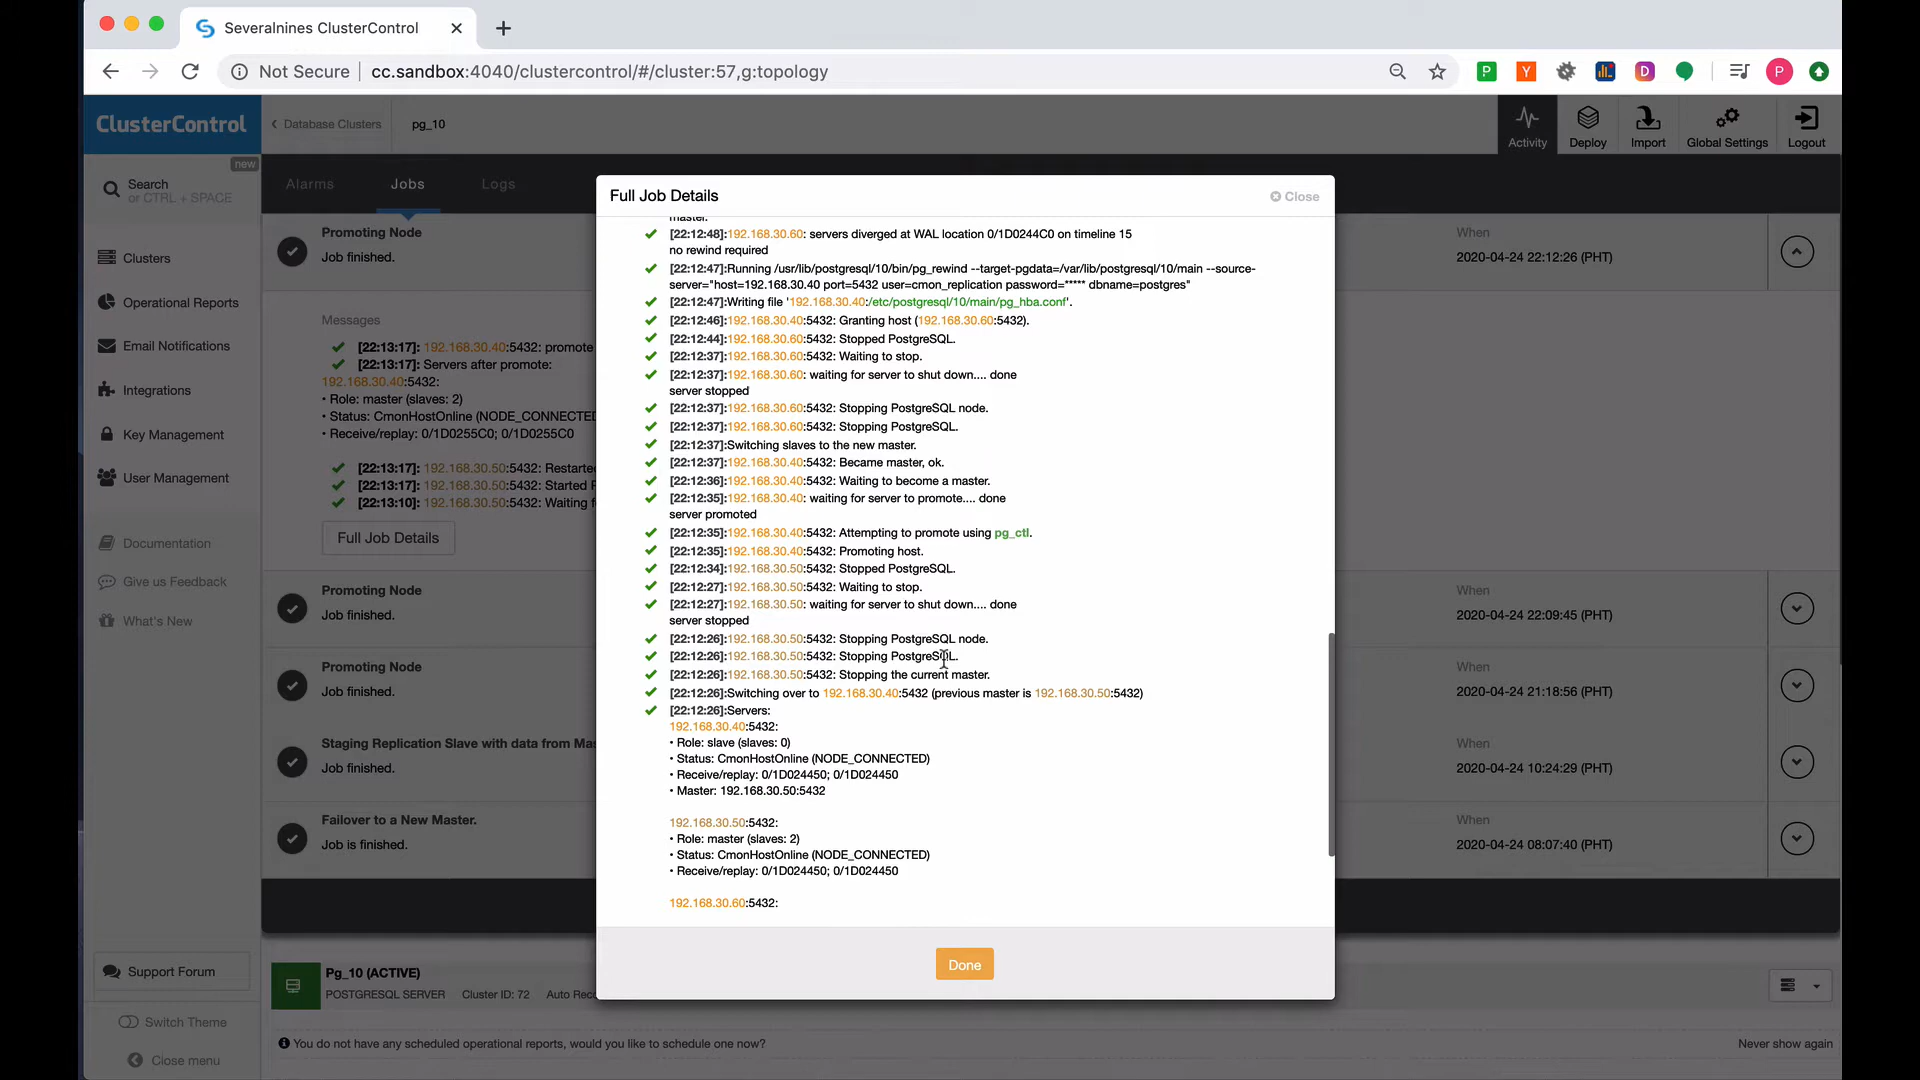 Severalnines ClusterControl
Not Secure | cc.sandbox:4040/clustercontrol/#/cluster:57,g:topology
ClusterControl
Database Clusters
pg_10
Activity
Deploy
Import
Global Settings
Logout
new
Search
or CTRL + SPACE
Clusters
Operational Reports
Email Notifications
Integrations
Key Management
User Management
Documentation
Give us Feedback
What's New
Support Forum
Switch Theme
Close menu
Alarms
Jobs
Logs
Promoting Node
Job finished.
When
2020-04-24 22:12:26 (PHT)
Messages
[22:13:17]: 192.168.30.40:5432: promote
[22:13:17]: Servers after promote:
192.168.30.40:5432:
• Role: master (slaves: 2)
• Status: CmonHostOnline (NODE_CONNECTED
• Receive/replay: 0/1D0255C0; 0/1D0255C0
[22:13:17]: 192.168.30.50:5432: Restarte
[22:13:17]: 192.168.30.50:5432: Started
[22:13:10]: 192.168.30.50:5432: Waiting
Full Job Details
Promoting Node
Job finished.
When
2020-04-24 22:09:45 (PHT)
Promoting Node
Job finished.
When
2020-04-24 21:18:56 (PHT)
Staging Replication Slave with data from Mas
Job finished.
When
2020-04-24 10:24:29 (PHT)
Failover to a New Master.
Job is finished.
When
2020-04-24 08:07:40 (PHT)
Full Job Details
Close
master.
[22:12:48]:192.168.30.60: servers diverged at WAL location 0/1D0244C0 on timeline 15
no rewind required
[22:12:47]:Running /usr/lib/postgresql/10/bin/pg_rewind --target-pgdata=/var/lib/postgresql/10/main --source-
server="host=192.168.30.40 port=5432 user=cmon_replication password=***** dbname=postgres"
[22:12:47]:Writing file '192.168.30.40:/etc/postgresql/10/main/pg_hba.conf'.
[22:12:46]:192.168.30.40:5432: Granting host (192.168.30.60:5432).
[22:12:44]:192.168.30.60:5432: Stopped PostgreSQL.
[22:12:37]:192.168.30.60:5432: Waiting to stop.
[22:12:37]:192.168.30.60: waiting for server to shut down.... done
server stopped
[22:12:37]:192.168.30.60:5432: Stopping PostgreSQL node.
[22:12:37]:192.168.30.60:5432: Stopping PostgreSQL.
[22:12:37]:Switching slaves to the new master.
[22:12:37]:192.168.30.40:5432: Became master, ok.
[22:12:36]:192.168.30.40:5432: Waiting to become a master.
[22:12:35]:192.168.30.40: waiting for server to promote.... done
server promoted
[22:12:35]:192.168.30.40:5432: Attempting to promote using pg_ctl.
[22:12:35]:192.168.30.40:5432: Promoting host.
[22:12:34]:192.168.30.50:5432: Stopped PostgreSQL.
[22:12:27]:192.168.30.50:5432: Waiting to stop.
[22:12:27]:192.168.30.50: waiting for server to shut down.... done
server stopped
[22:12:26]:192.168.30.50:5432: Stopping PostgreSQL node.
[22:12:26]:192.168.30.50:5432: Stopping PostgreSQL.
[22:12:26]:192.168.30.50:5432: Stopping the current master.
[22:12:26]:Switching over to 192.168.30.40:5432 (previous master is 192.168.30.50:5432)
[22:12:26]:Servers:
192.168.30.40:5432:
• Role: slave (slaves: 0)
• Status: CmonHostOnline (NODE_CONNECTED)
• Receive/replay: 0/1D024450; 0/1D024450
• Master: 192.168.30.50:5432
192.168.30.50:5432:
• Role: master (slaves: 2)
• Status: CmonHostOnline (NODE_CONNECTED)
• Receive/replay: 0/1D024450; 0/1D024450
192.168.30.60:5432:
Done
Pg_10 (ACTIVE)
POSTGRESQL SERVER Cluster ID: 72 Auto Reco
You do not have any scheduled operational reports, would you like to schedule one now?
Never show again